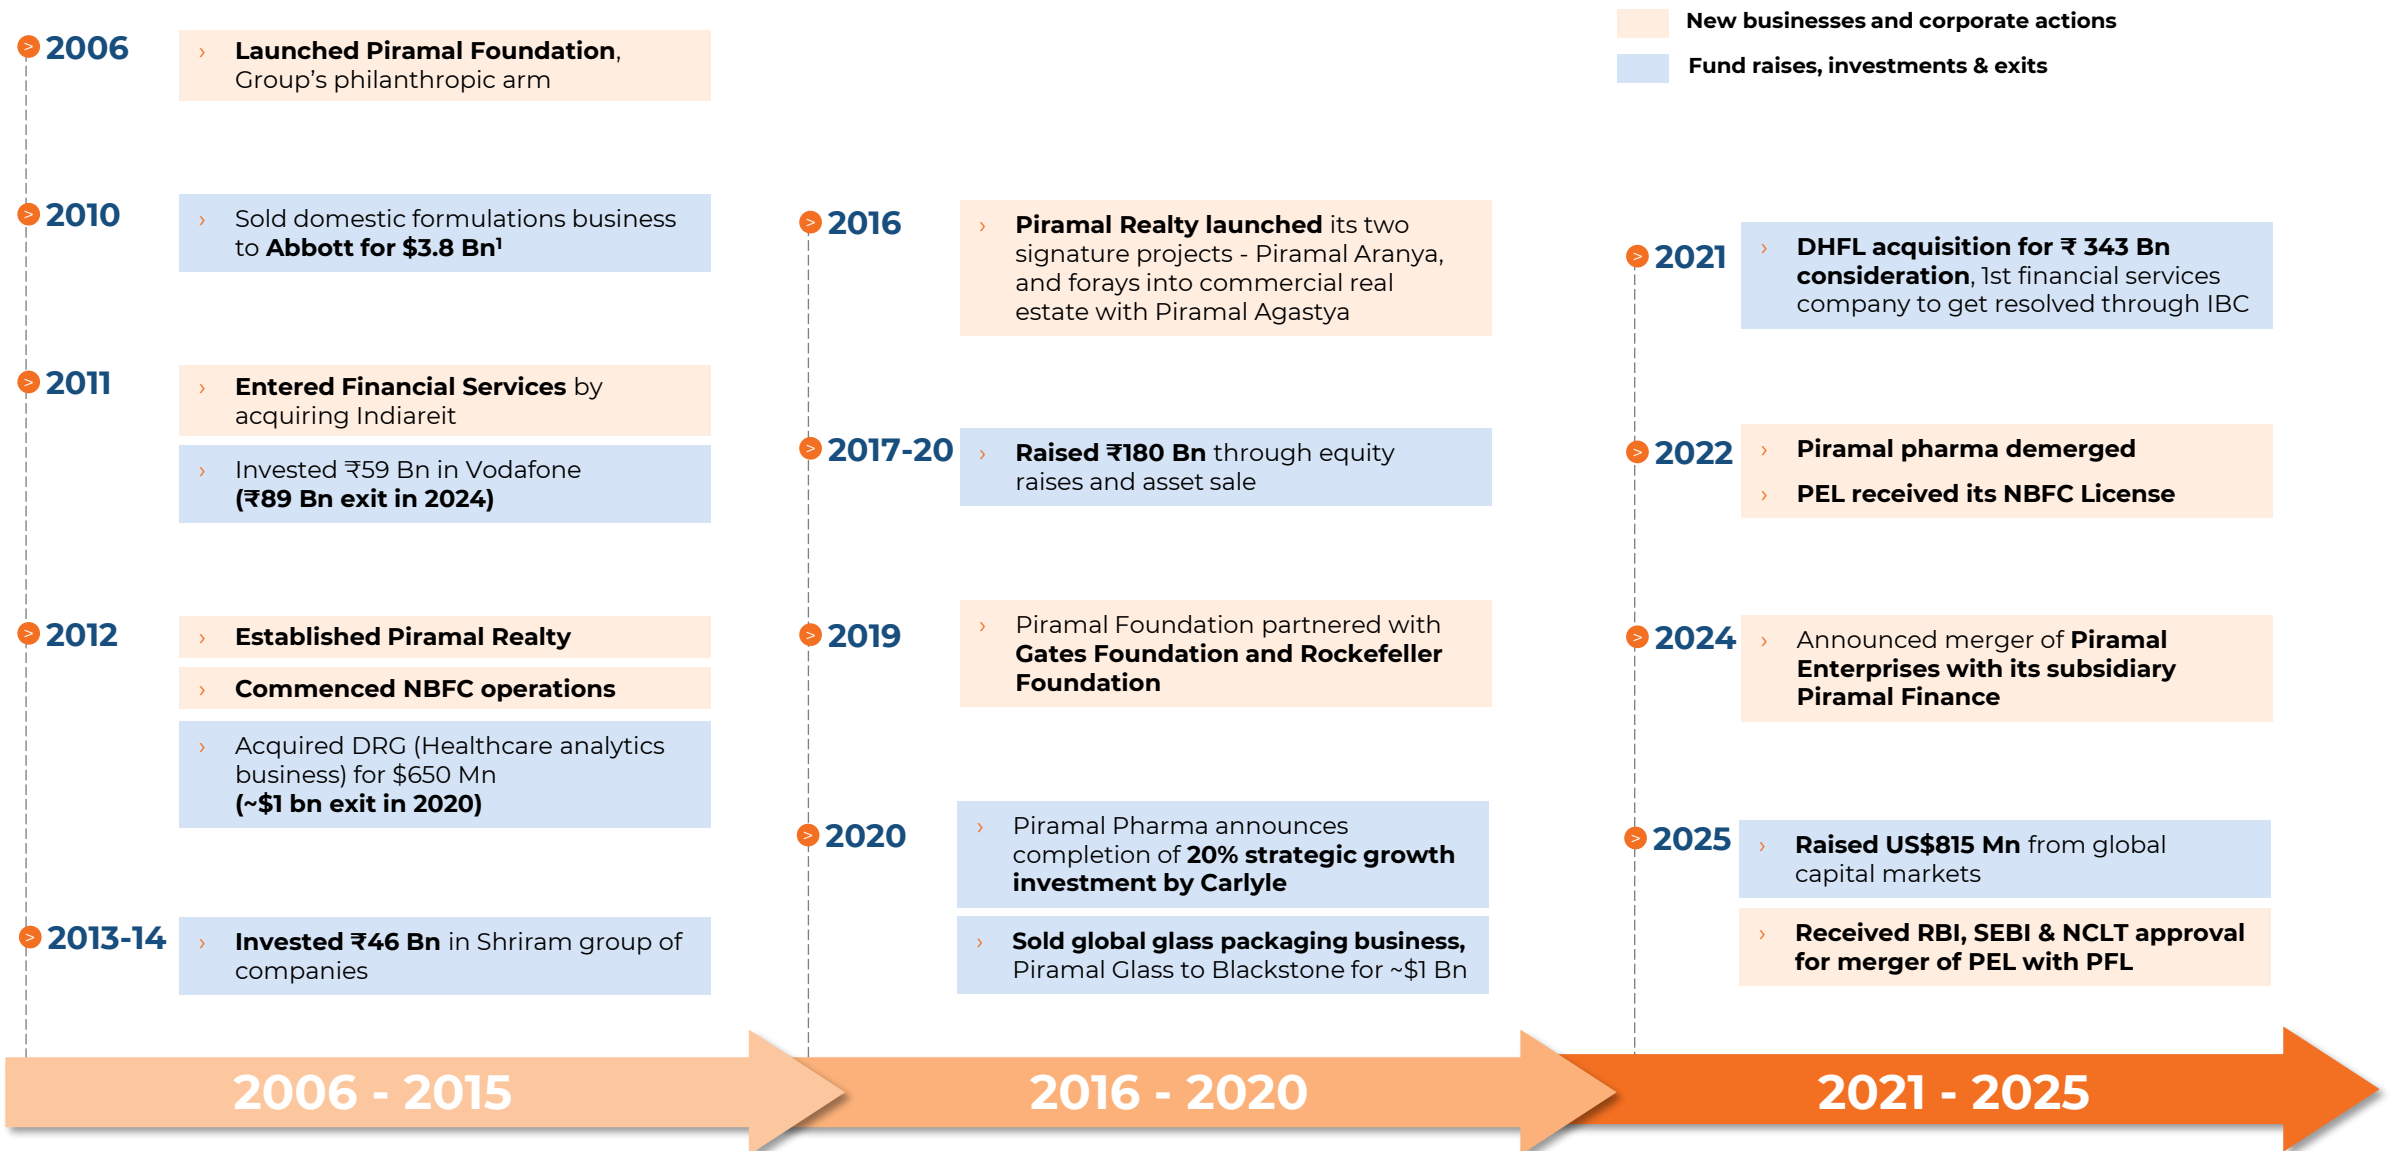 New businesses and corporate actions
Fund raises, investments & exits
2006
› Launched Piramal Foundation,
Group’s philanthropic arm
2010
› Sold domestic formulations business
to Abbott for $3.8 Bn¹
2011
› Entered Financial Services by
acquiring Indiareit
› Invested ₹59 Bn in Vodafone
(₹89 Bn exit in 2024)
2012
› Established Piramal Realty
› Commenced NBFC operations
› Acquired DRG (Healthcare analytics
business) for $650 Mn
(~$1 bn exit in 2020)
2013-14
› Invested ₹46 Bn in Shriram group of
companies
2006 - 2015
2016
› Piramal Realty launched its two
signature projects - Piramal Aranya,
and forays into commercial real
estate with Piramal Agastya
2017-20
› Raised ₹180 Bn through equity
raises and asset sale
2019
› Piramal Foundation partnered with
Gates Foundation and Rockefeller
Foundation
2020
› Piramal Pharma announces
completion of 20% strategic growth
investment by Carlyle
› Sold global glass packaging business,
Piramal Glass to Blackstone for ~$1 Bn
2016 - 2020
2021
› DHFL acquisition for ₹ 343 Bn
consideration, 1st financial services
company to get resolved through IBC
2022
› Piramal pharma demerged
› PEL received its NBFC License
2024
› Announced merger of Piramal
Enterprises with its subsidiary
Piramal Finance
2025
› Raised US$815 Mn from global
capital markets
› Received RBI, SEBI & NCLT approval
for merger of PEL with PFL
2021 - 2025